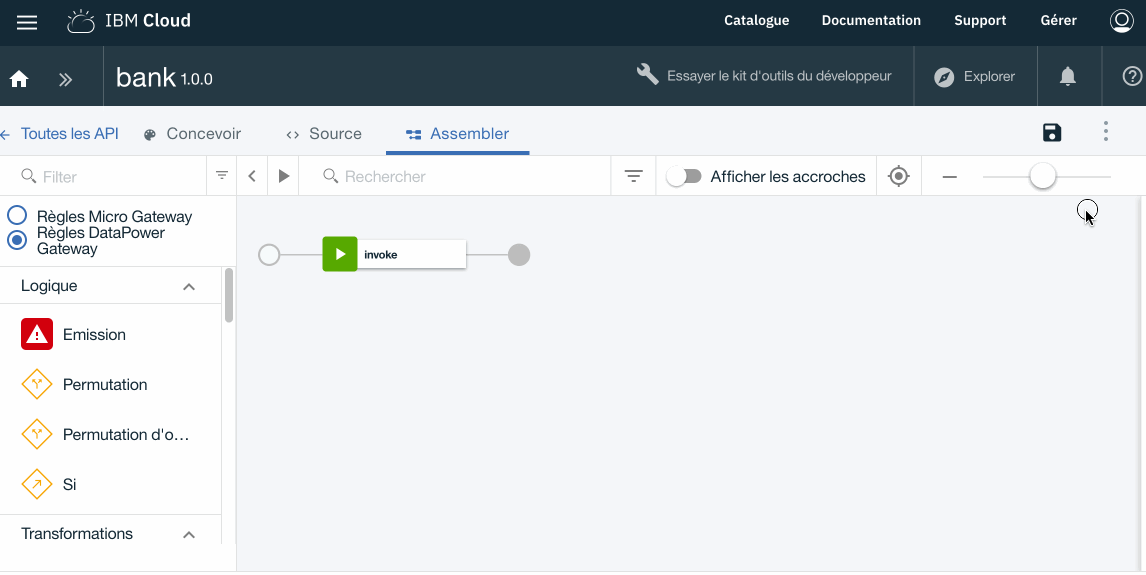 IBM Cloud
Catalogue
Documentation
Support
Gérer
bank 1.0.0
Essayer le kit d'outils du développeur
Explorer
Toutes les API
Concevoir
Source
Assembler
Filter
Rechercher
Afficher les accroches
Règles Micro Gateway
Règles DataPower
Gateway
invoke
Logique
Emission
Permutation
Permutation d'o...
Si
Transformations